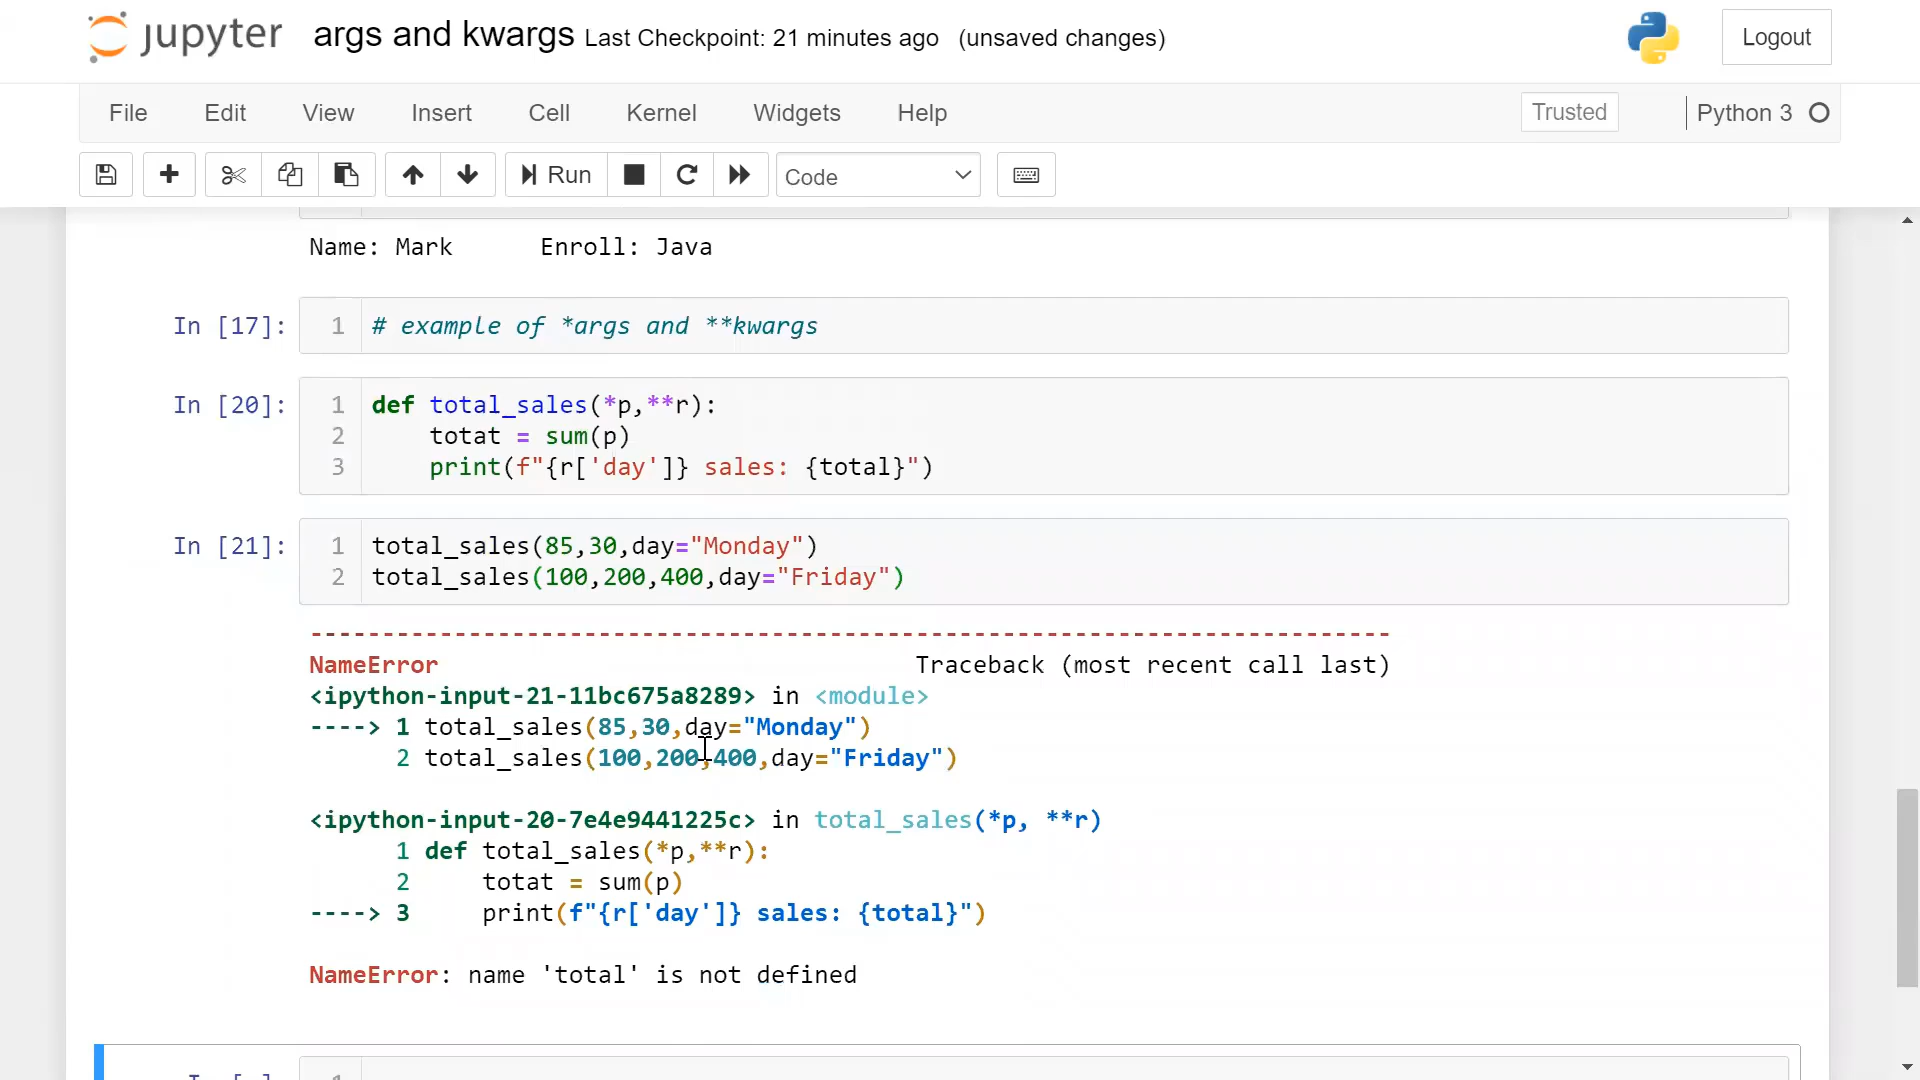 jupyter args and kwargs Last Checkpoint: 21 minutes ago (unsaved changes) Logout
File Edit View Insert Cell Kernel Widgets Help Trusted Python 3
Run Code
Name: Mark Enroll: Java
In [17]: 1 # example of *args and **kwargs
In [20]: 1 def total_sales(*p,**r):
2 totat = sum(p)
3 print(f"{r['day']} sales: {total}")
In [21]: 1 total_sales(85,30,day="Monday")
2 total_sales(100,200,400,day="Friday")
---------------------------------------------------------------------------
NameError Traceback (most recent call last)
<ipython-input-21-11bc675a8289> in <module>
----> 1 total_sales(85,30,day="Monday")
2 total_sales(100,200,400,day="Friday")
<ipython-input-20-7e4e9441225c> in total_sales(*p, **r)
1 def total_sales(*p,**r):
2 totat = sum(p)
----> 3 print(f"{r['day']} sales: {total}")
NameError: name 'total' is not defined